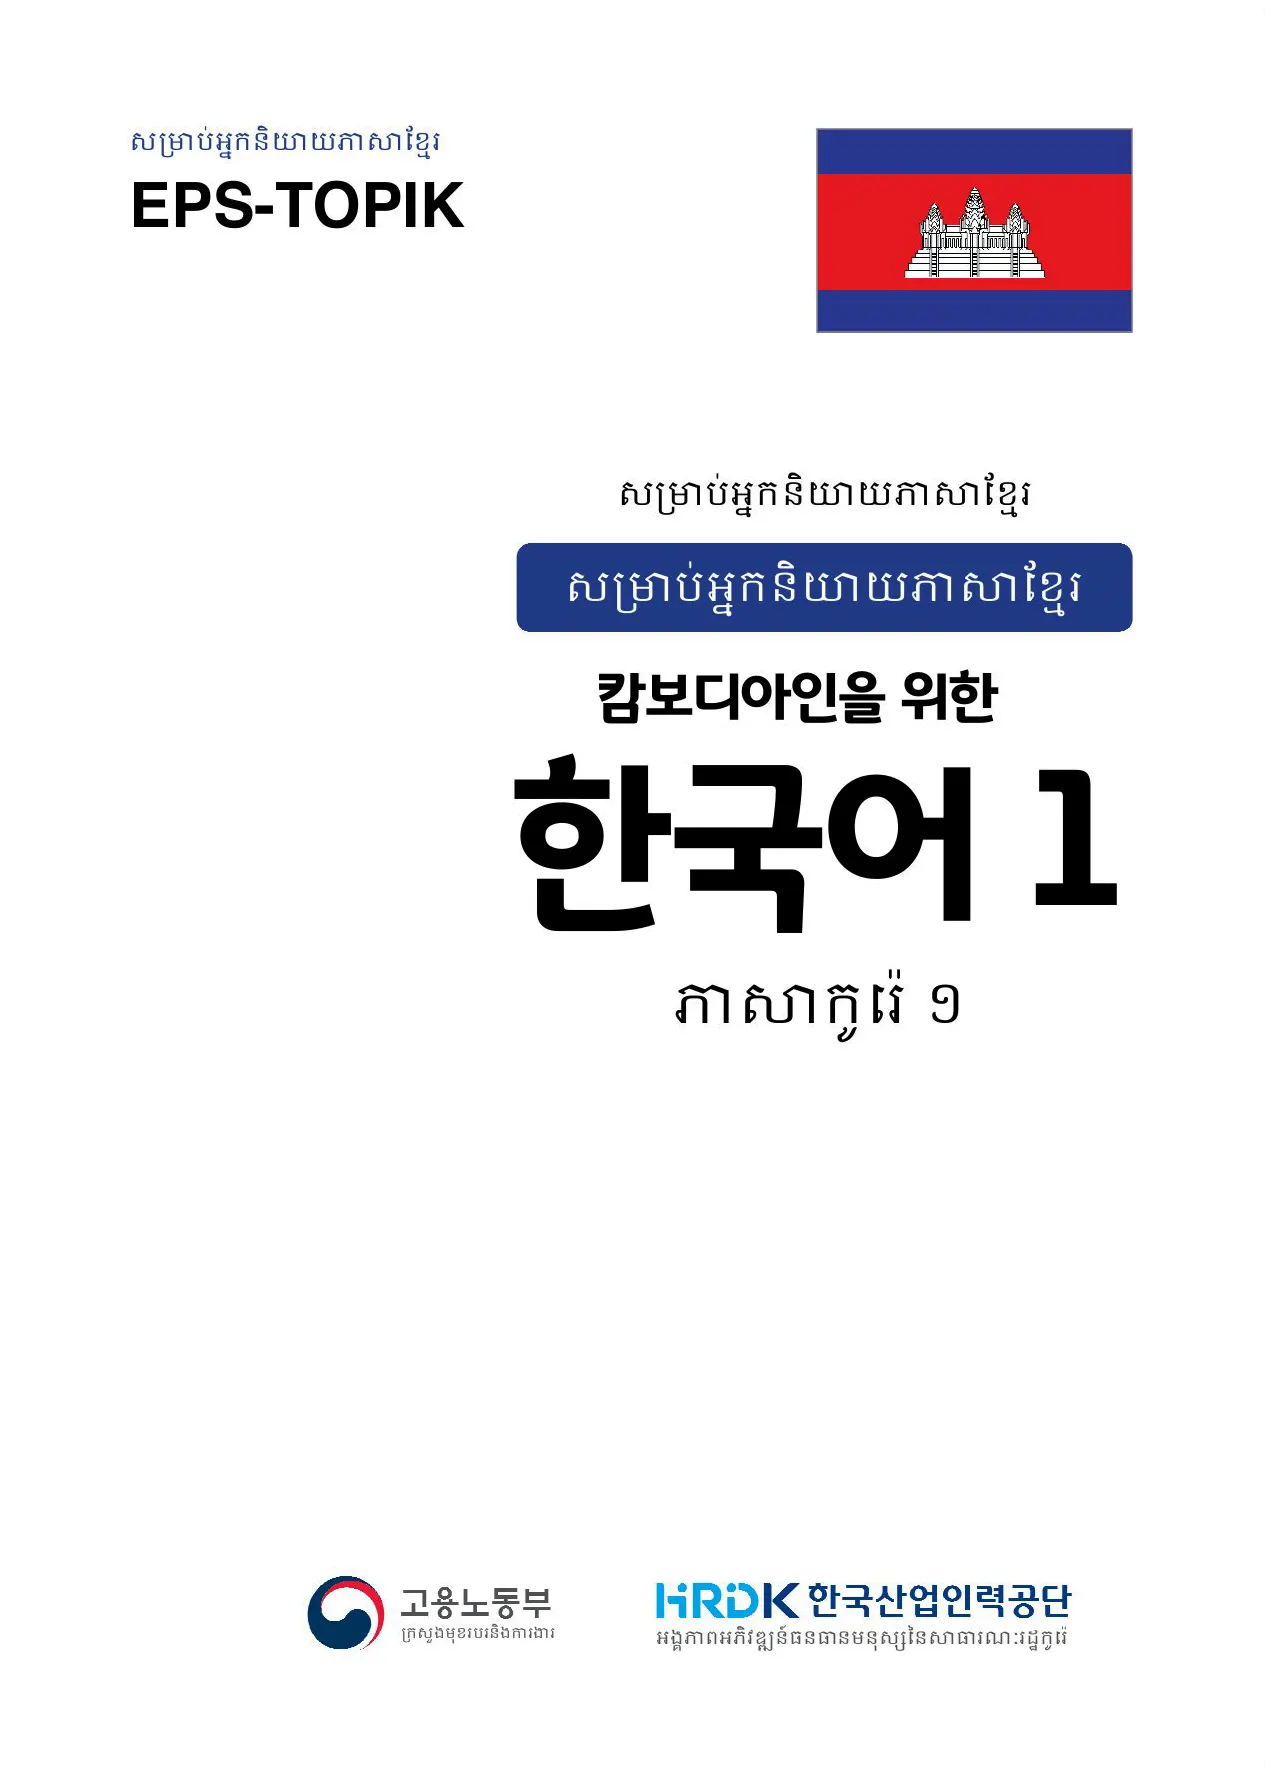 សម្រាប់អ្នកនិយាយភាសាខ្មែរ
EPS-TOPIK
សម្រាប់អ្នកនិយាយភាសាខ្មែរ
សម្រាប់អ្នកនិយាយភាសាខ្មែរ
캄보디아인을 위한
한국어 1
ភាសាកូរ៉េ ១
고용노동부
ក្រសួងមុខរបរនិងការងារ
HRDK 한국산업인력공단
អង្គភាពអភិវឌ្ឍន៍ធនធានមនុស្សនៃសាធារណៈរដ្ឋកូរ៉េ